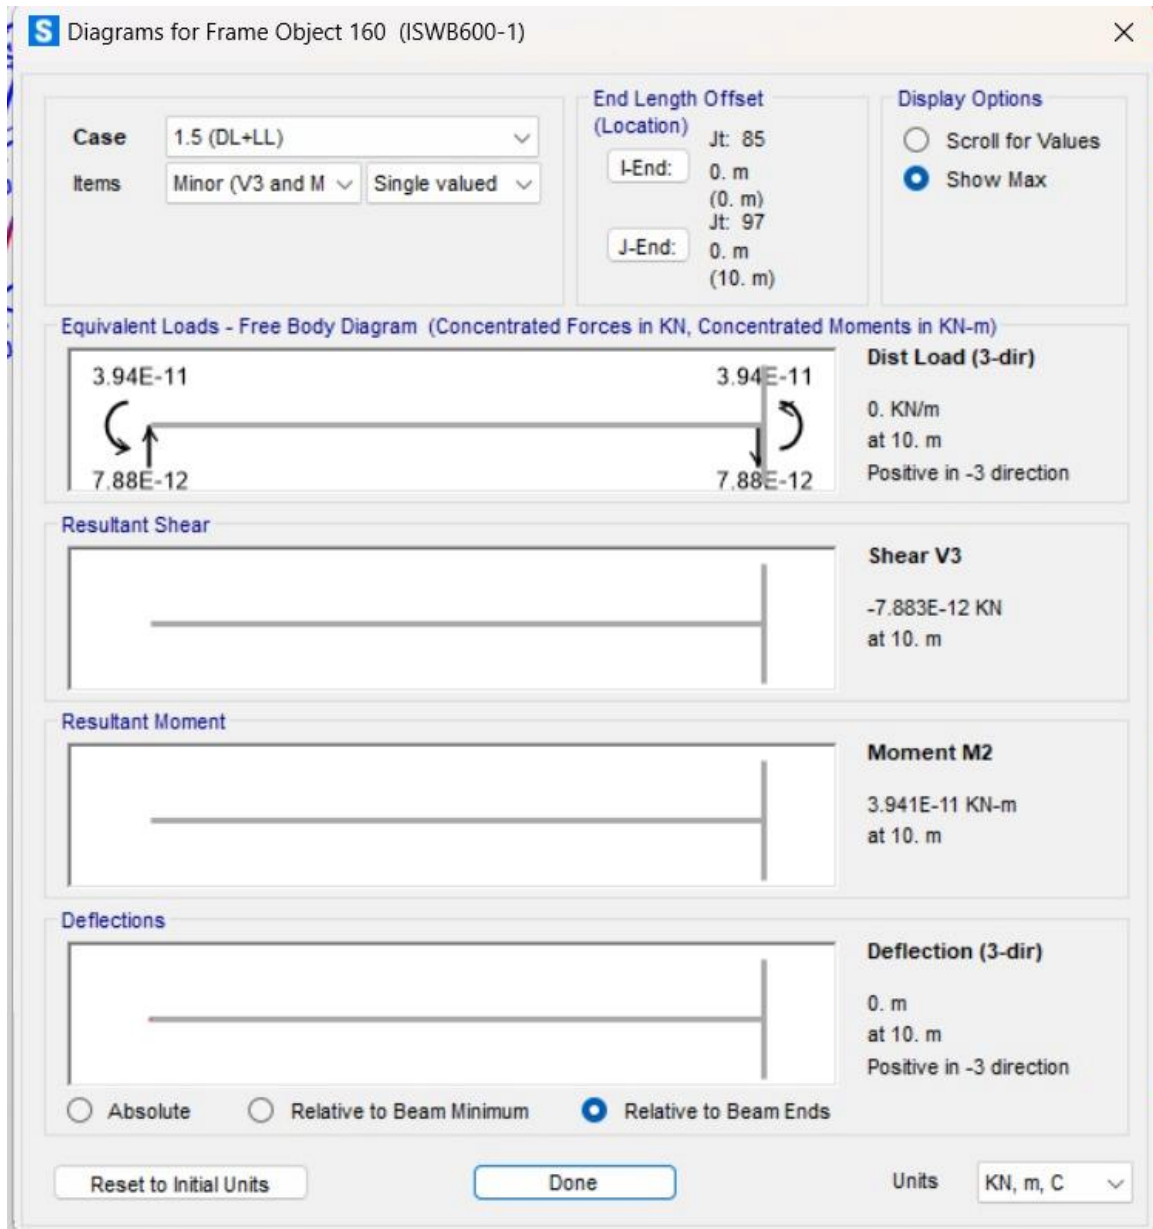 S Diagrams for Frame Object 160 (ISWB600-1)
Case 1.5 (DL+LL)
Items Minor (V3 and M Single valued
End Length Offset
(Location)
Jt: 85
I-End: 0. m
(0. m)
Jt: 97
J-End: 0. m
(10. m)
Display Options
Scroll for Values
Show Max
Equivalent Loads - Free Body Diagram (Concentrated Forces in KN, Concentrated Moments in KN-m)
3.94E-11 3.94E-11
7.88E-12 7.88E-12
Dist Load (3-dir)
0. KN/m
at 10. m
Positive in -3 direction
Resultant Shear
Shear V3
-7.883E-12 KN
at 10. m
Resultant Moment
Moment M2
3.941E-11 KN-m
at 10. m
Deflections
Deflection (3-dir)
0. m
at 10. m
Positive in -3 direction
Absolute Relative to Beam Minimum Relative to Beam Ends
Reset to Initial Units Done Units KN, m, C